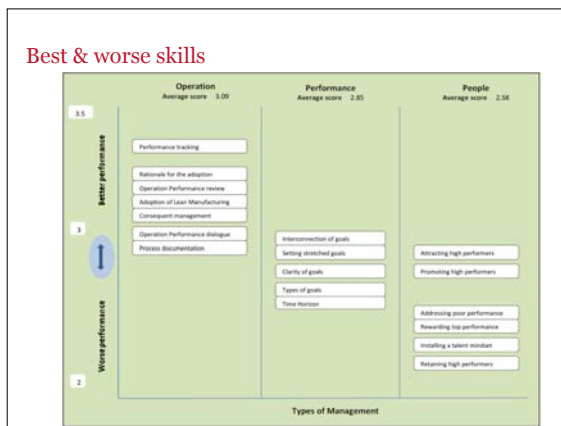 Best & worse skills
Operation
Average score 3.09
Performance
Average score 2.85
People
Average score 2.58
3.5
Better performance
3
Worse performance
2
Performance tracking
Rationale for the adoption
Operation Performance review
Adoption of Lean Manufacturing
Consequent management
Operation Performance dialogue
Process documentation
Interconnection of goals
Setting stretched goals
Clarity of goals
Types of goals
Time Horizon
Attracting high performers
Promoting high performers
Addressing poor performance
Rewarding top performance
Installing a talent mindset
Retaining high performers
Types of Management